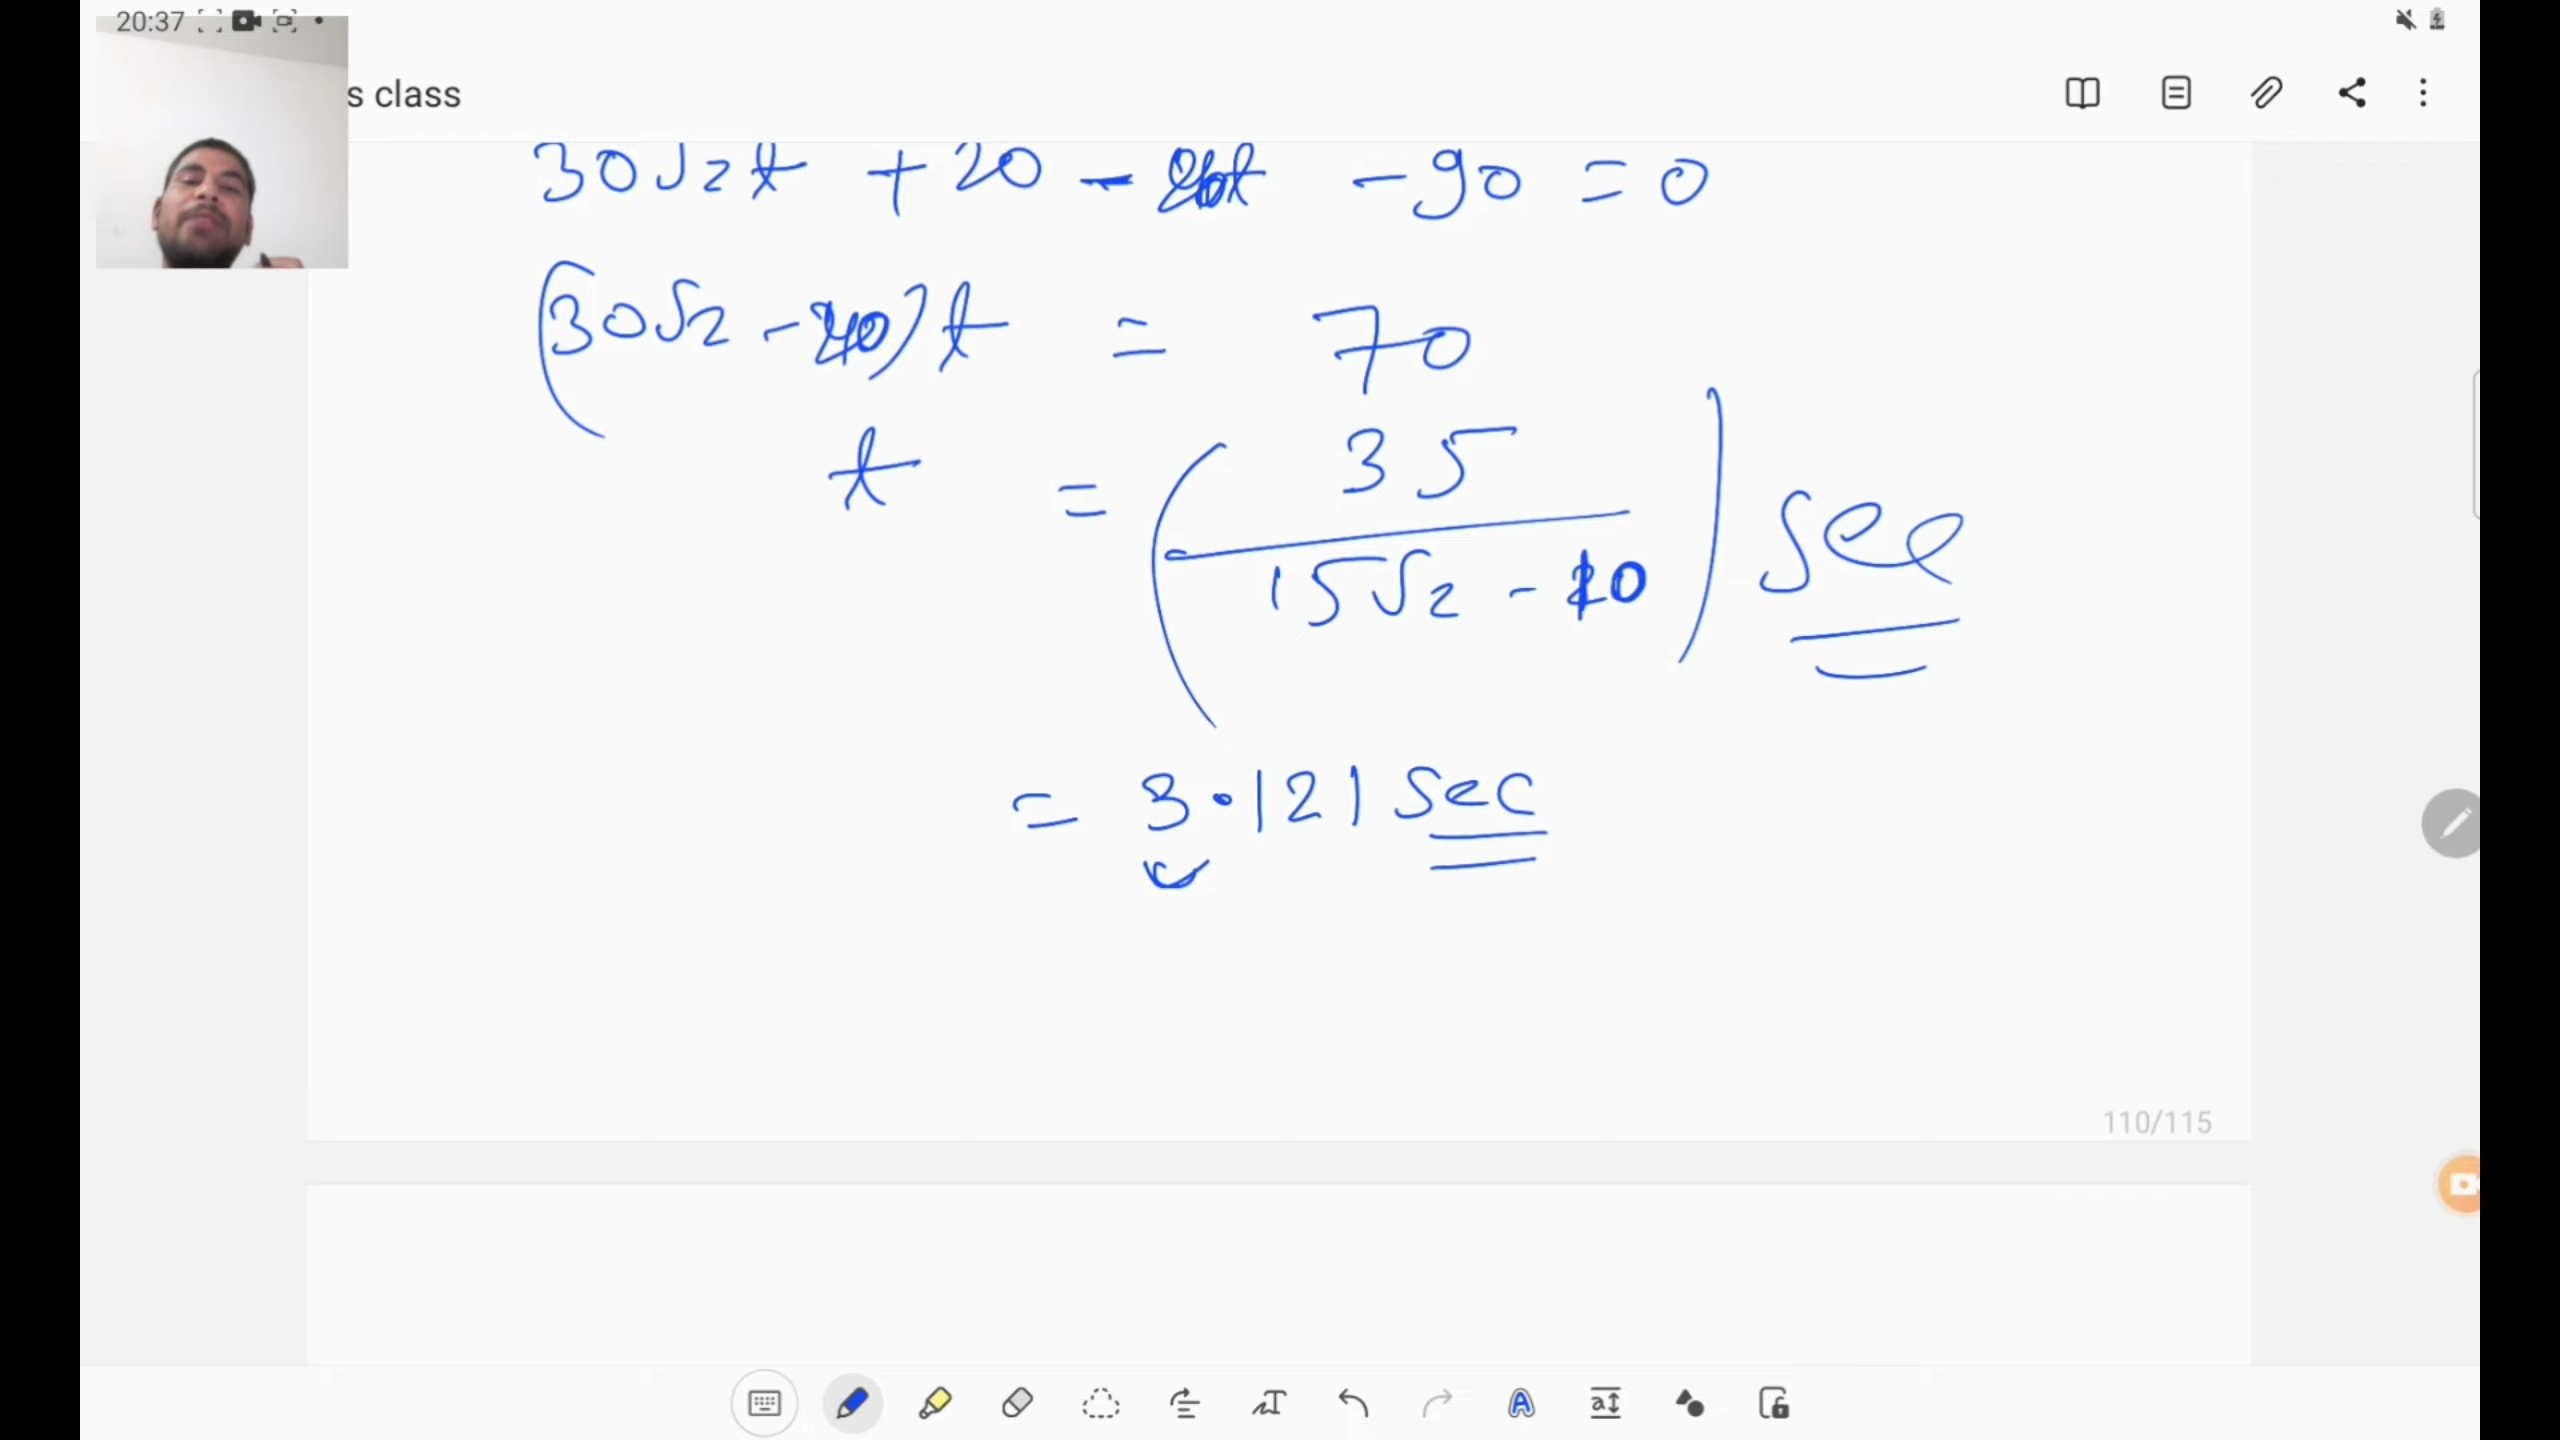 20:37
s class
30√2t + 20 - 20t - 90 = 0
(30√2 - 20)t = 70
t = (35
15√2 - 10) sec
= 3.121 sec
110/115